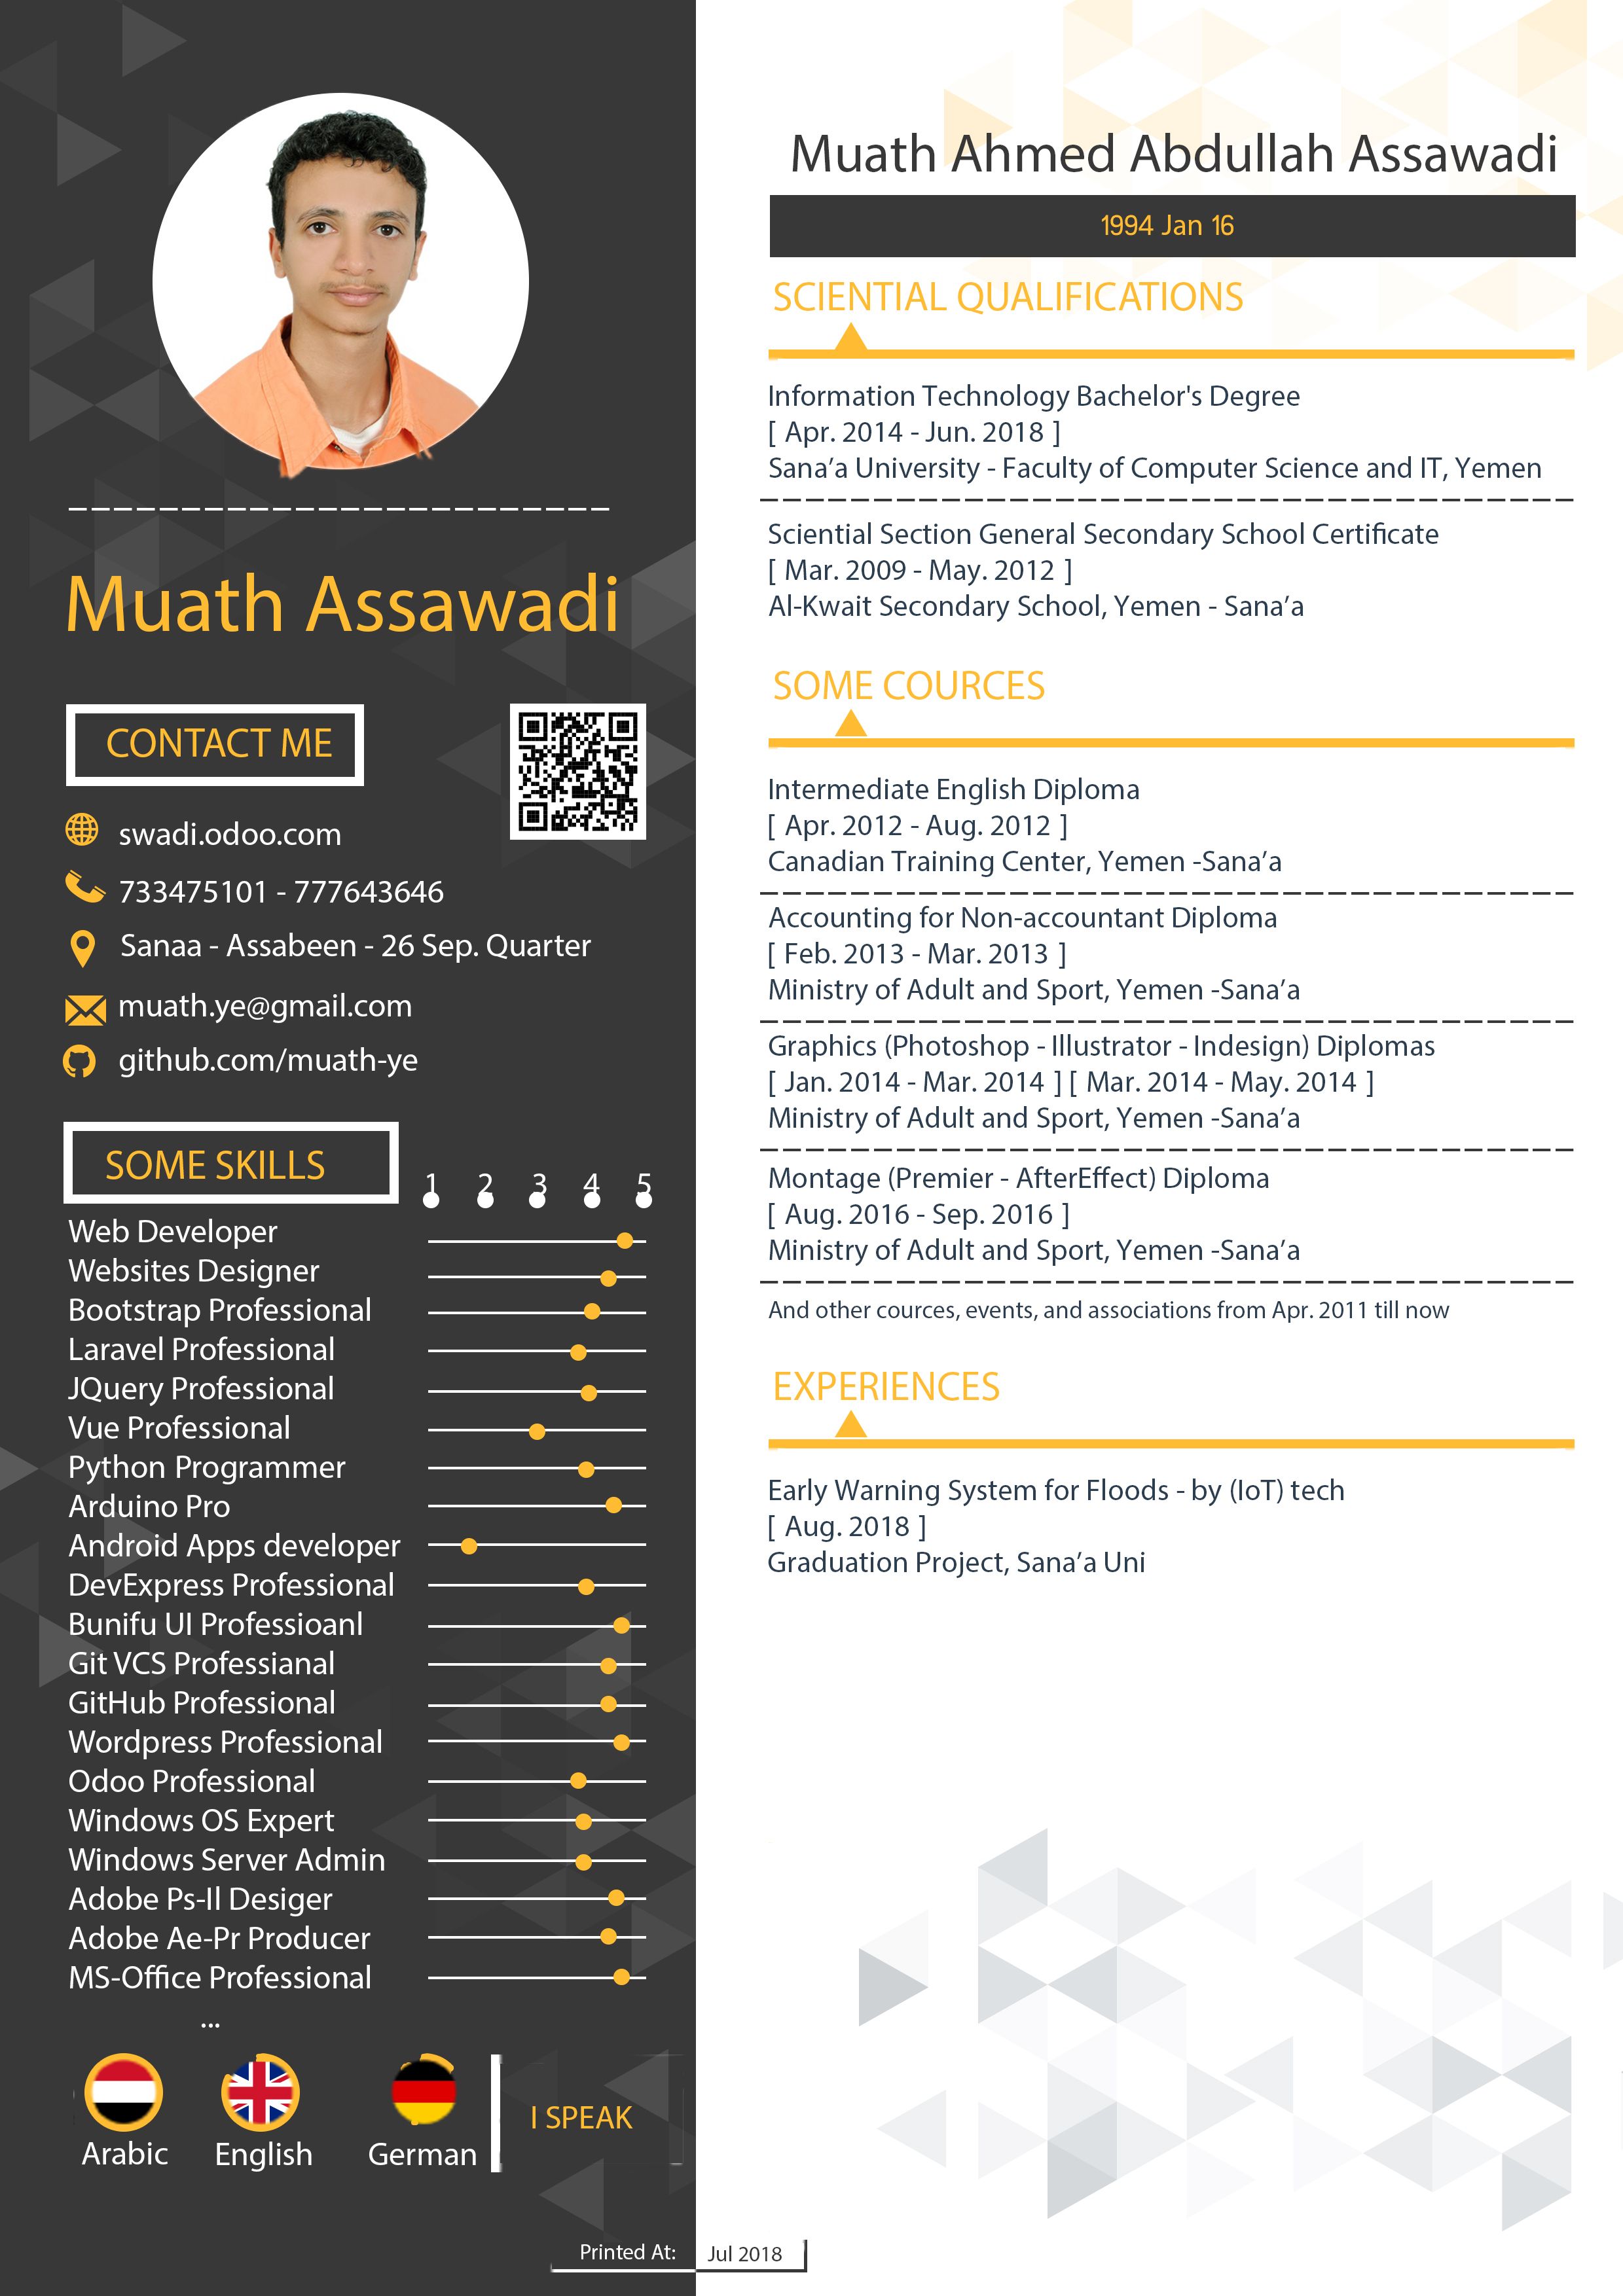 Muath Assawadi
CONTACT ME
swadi.odoo.com
733475101 - 777643646
Sanaa - Assabeen - 26 Sep. Quarter
muath.ye@gmail.com
github.com/muath-ye
SOME SKILLS
1 2 3 4 5
Web Developer
Websites Designer
Bootstrap Professional
Laravel Professional
JQuery Professional
Vue Professional
Python Programmer
Arduino Pro
Android Apps developer
DevExpress Professional
Bunifu UI Professioanl
Git VCS Professianal
GitHub Professional
Wordpress Professional
Odoo Professional
Windows OS Expert
Windows Server Admin
Adobe Ps-Il Desiger
Adobe Ae-Pr Producer
MS-Office Professional
...
Arabic English German
I SPEAK
Muath Ahmed Abdullah Assawadi
1994 Jan 16
SCIENTIAL QUALIFICATIONS
Information Technology Bachelor's Degree
[ Apr. 2014 - Jun. 2018 ]
Sana’a University - Faculty of Computer Science and IT, Yemen
Sciential Section General Secondary School Certificate
[ Mar. 2009 - May. 2012 ]
Al-Kwait Secondary School, Yemen - Sana’a
SOME COURCES
Intermediate English Diploma
[ Apr. 2012 - Aug. 2012 ]
Canadian Training Center, Yemen -Sana’a
Accounting for Non-accountant Diploma
[ Feb. 2013 - Mar. 2013 ]
Ministry of Adult and Sport, Yemen -Sana’a
Graphics (Photoshop - Illustrator - Indesign) Diplomas
[ Jan. 2014 - Mar. 2014 ] [ Mar. 2014 - May. 2014 ]
Ministry of Adult and Sport, Yemen -Sana’a
Montage (Premier - AfterEffect) Diploma
[ Aug. 2016 - Sep. 2016 ]
Ministry of Adult and Sport, Yemen -Sana’a
And other cources, events, and associations from Apr. 2011 till now
EXPERIENCES
Early Warning System for Floods - by (IoT) tech
[ Aug. 2018 ]
Graduation Project, Sana’a Uni
Printed At: Jul 2018